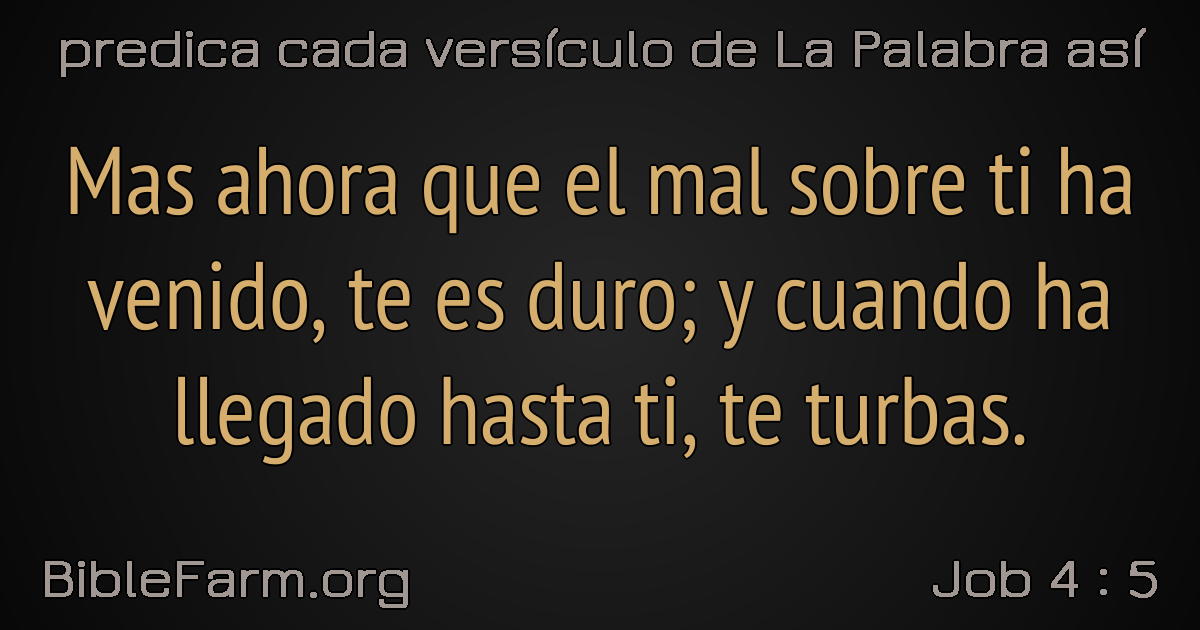 predica cada versículo de La Palabra así
Mas ahora que el mal sobre ti ha
venido, te es duro; y cuando ha
llegado hasta ti, te turbas.
BibleFarm.org
Job 4 : 5